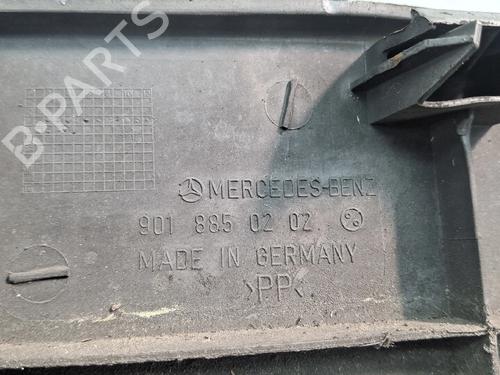 B-PARTS
MERCEDES-BENZ
901 885 02 02
MADE IN GERMANY
>PP<